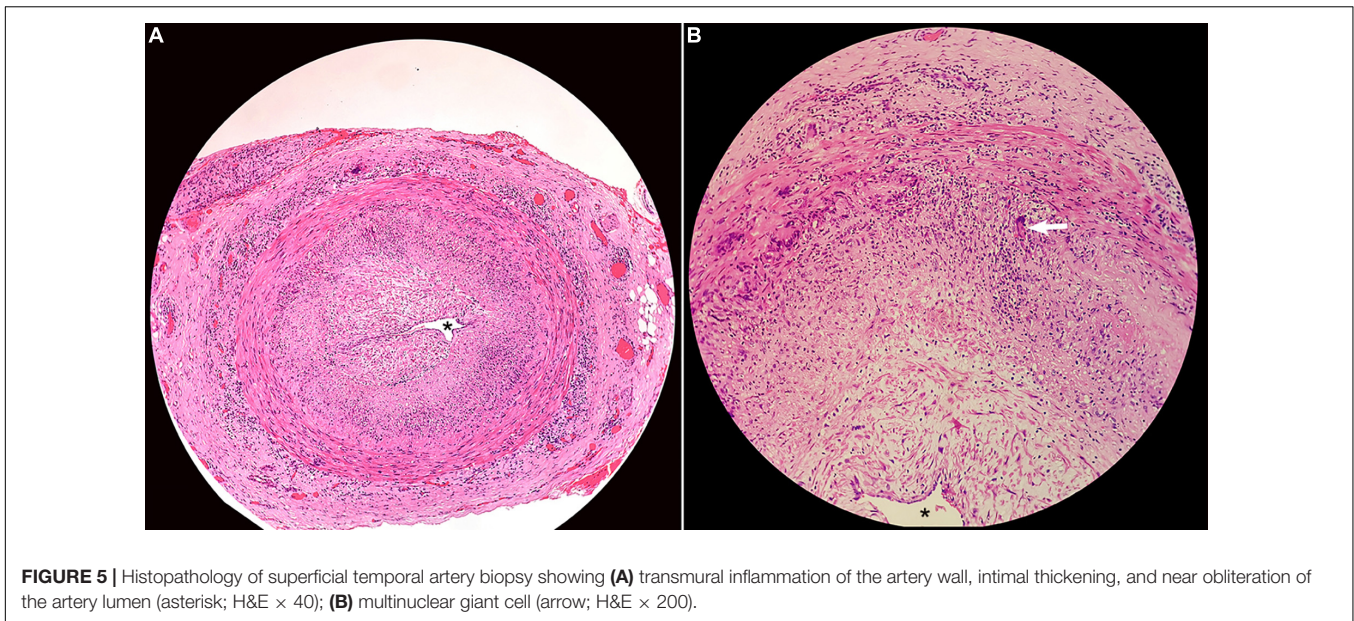 A
B
*
*
FIGURE 5 | Histopathology of superficial temporal artery biopsy showing (A) transmural inflammation of the artery wall, intimal thickening, and near obliteration of
the artery lumen (asterisk; H&E × 40); (B) multinuclear giant cell (arrow; H&E × 200).